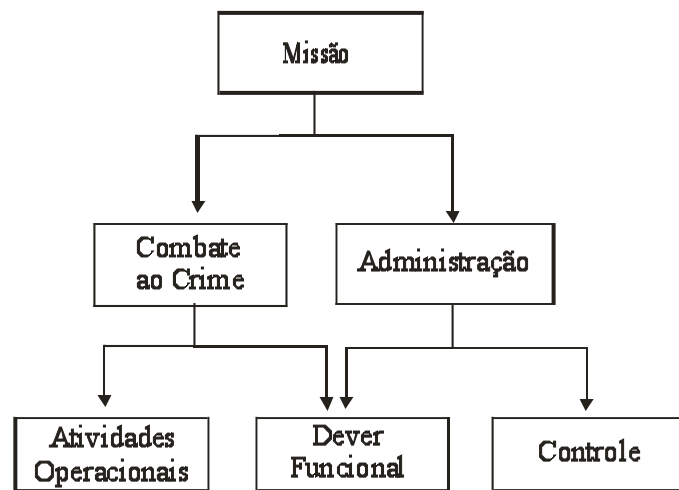 Missão
Combate
ao Crime
Administração
Atividades
Operacionais
Dever
Funcional
Controle